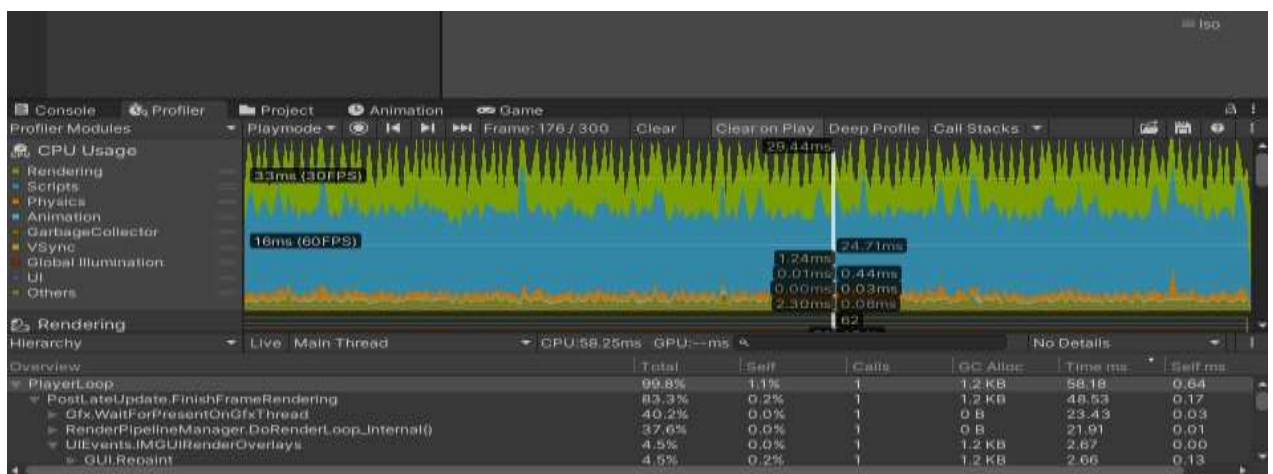 Iso
Console Profiler Project Animation Game
Profiler Modules Playmode Frame: 176 / 300 Clear Clear on Play Deep Profile Call Stacks
CPU Usage
29.44ms
Rendering
33ms (30FPS)
Scripts
Physics
Animation
GarbageCollector
VSync
16ms (60FPS)
24.71ms
Global Illumination
1.24ms
UI
0.01ms 0.44ms
Others
0.00ms 0.03ms
2.30ms 0.06ms
62
Rendering
Hierarchy Live Main Thread CPU:58.25ms GPU:--ms No Details
Overview Total Self Calls GC Alloc Time ms Self ms
PlayerLoop 99.8% 1.1% 1 1.2 KB 58.18 0.64
PostLateUpdate.FinishFrameRendering 83.3% 0.2% 1 1.2 KB 48.53 0.17
Gfx.WaitForPresentOnGfxThread 40.2% 0.0% 1 0 B 23.43 0.03
RenderPipelineManager.DoRenderLoop_Internal() 37.6% 0.0% 1 0 B 21.91 0.01
UIEvents.IMGUIRenderOverlays 4.5% 0.0% 1 1.2 KB 2.67 0.00
GUI.Repaint 4.5% 0.2% 1 1.2 KB 2.66 0.13